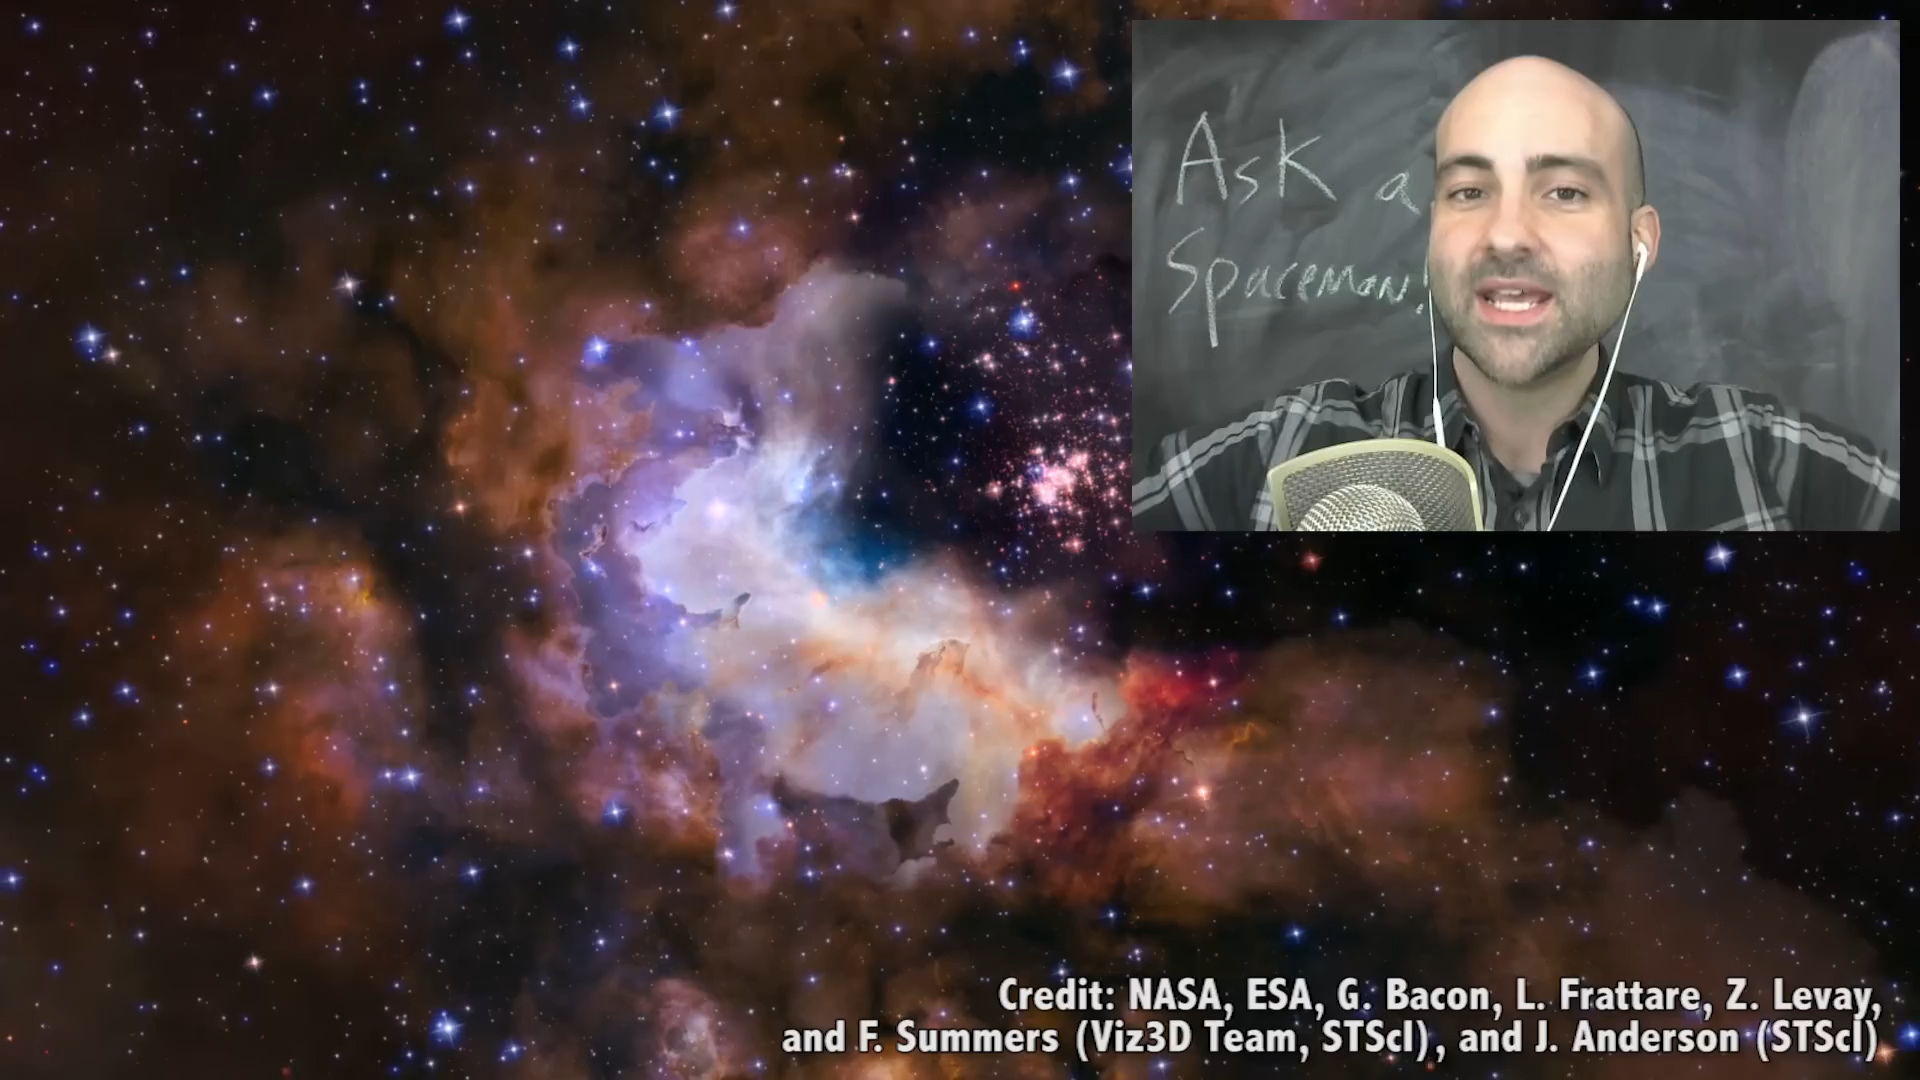 Ask a
Spaceman!
Credit: NASA, ESA, G. Bacon, L. Frattare, Z. Levay,
and F. Summers (Viz3D Team, STScI), and J. Anderson (STScI)